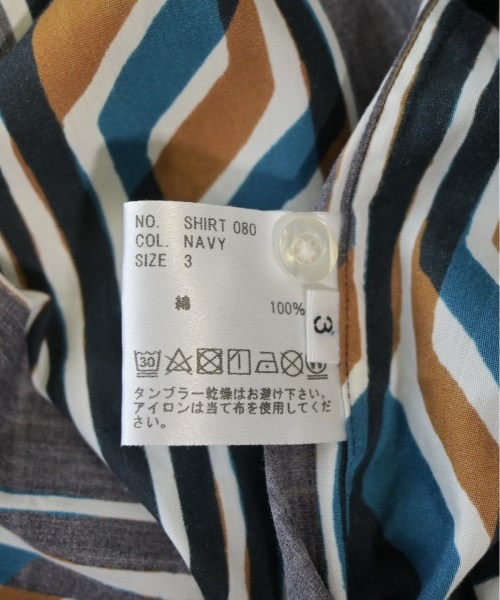 NO. SHIRT 080
COL. NAVY
SIZE 3
綿 100%
3
30
タンブラー乾燥はお避け下さい。
アイロンは当て布を使用してくだ
さい。